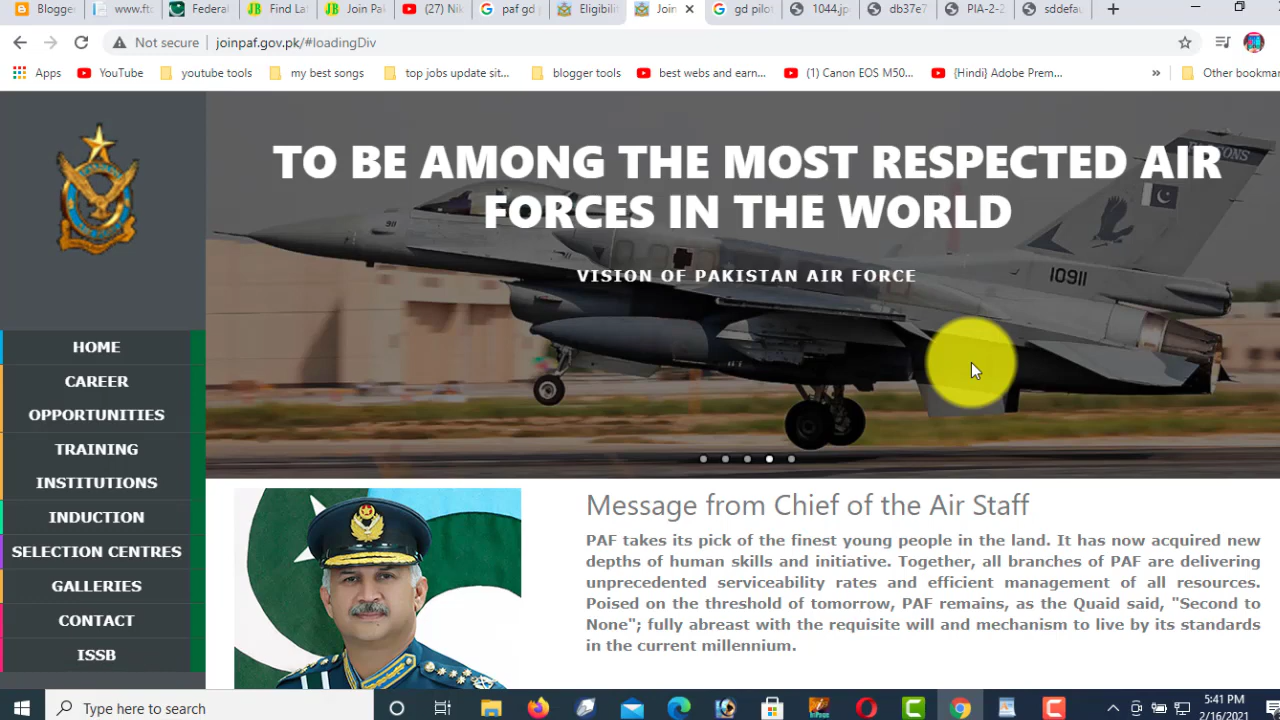 Blogge
www.ft
Federal
Find La
Join Pa
(27) Ni
paf gd
Eligibili
Join
gd pilot
1044.jp
db37e7
PIA-2-2
sddefau
Not secure
joinpaf.gov.pk/#loadingDiv
Apps
YouTube
youtube tools
my best songs
top jobs update sit...
blogger tools
best webs and earn...
(1) Canon EOS M50...
{Hindi} Adobe Prem...
»
Other bookma
TO BE AMONG THE MOST RESPECTED AIR
FORCES IN THE WORLD
VISION OF PAKISTAN AIR FORCE
911
10911
HOME
CAREER
OPPORTUNITIES
TRAINING
INSTITUTIONS
INDUCTION
SELECTION CENTRES
GALLERIES
CONTACT
ISSB
Message from Chief of the Air Staff
PAF takes its pick of the finest young people in the land. It has now acquired new
depths of human skills and initiative. Together, all branches of PAF are delivering
unprecedented serviceability rates and efficient management of all resources.
Poised on the threshold of tomorrow, PAF remains, as the Quaid said, "Second to
None"; fully abreast with the requisite will and mechanism to live by its standards
in the current millennium.
Type here to search
5:41 PM
2/16/2021